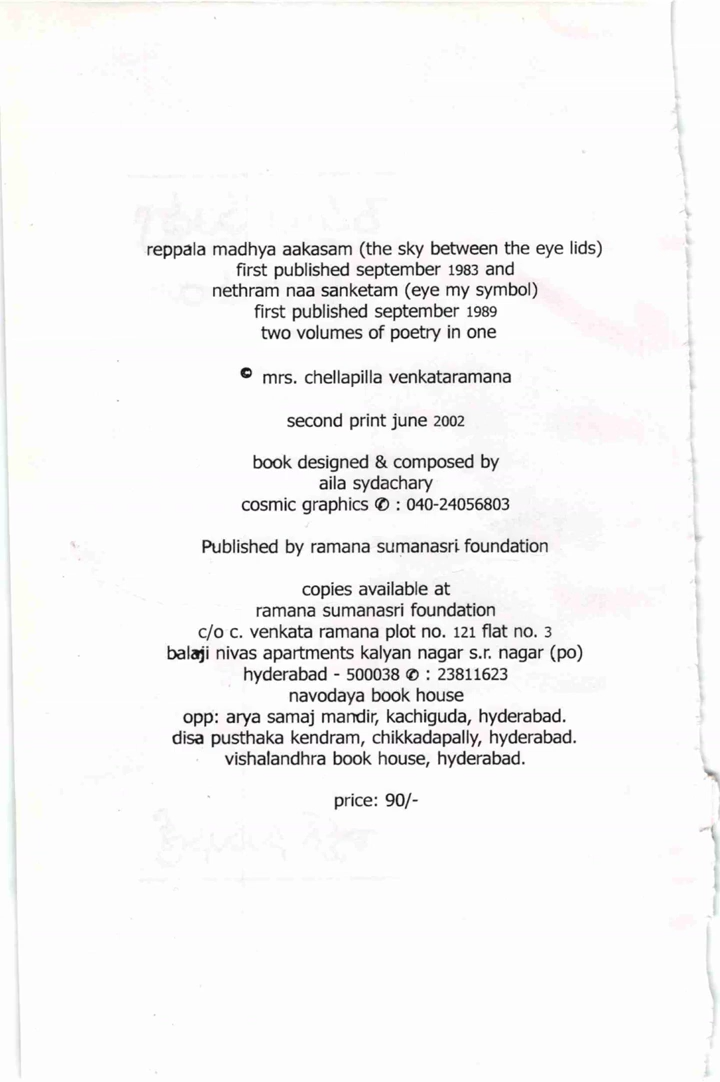 reppala madhya aakasam (the sky between the eye lids)
first published september 1983 and
nethram naa sanketam (eye my symbol)
first published september 1989
two volumes of poetry in one
© mrs. chellapilla venkataramana
second print june 2002
book designed & composed by
aila sydachary
cosmic graphics ✆ : 040-24056803
Published by ramana sumanasri foundation
copies available at
ramana sumanasri foundation
c/o c. venkata ramana plot no. 121 flat no. 3
balaji nivas apartments kalyan nagar s.r. nagar (po)
hyderabad - 500038 ✆ : 23811623
navodaya book house
opp: arya samaj mandir, kachiguda, hyderabad.
disa pusthaka kendram, chikkadapally, hyderabad.
vishalandhra book house, hyderabad.
price: 90/-